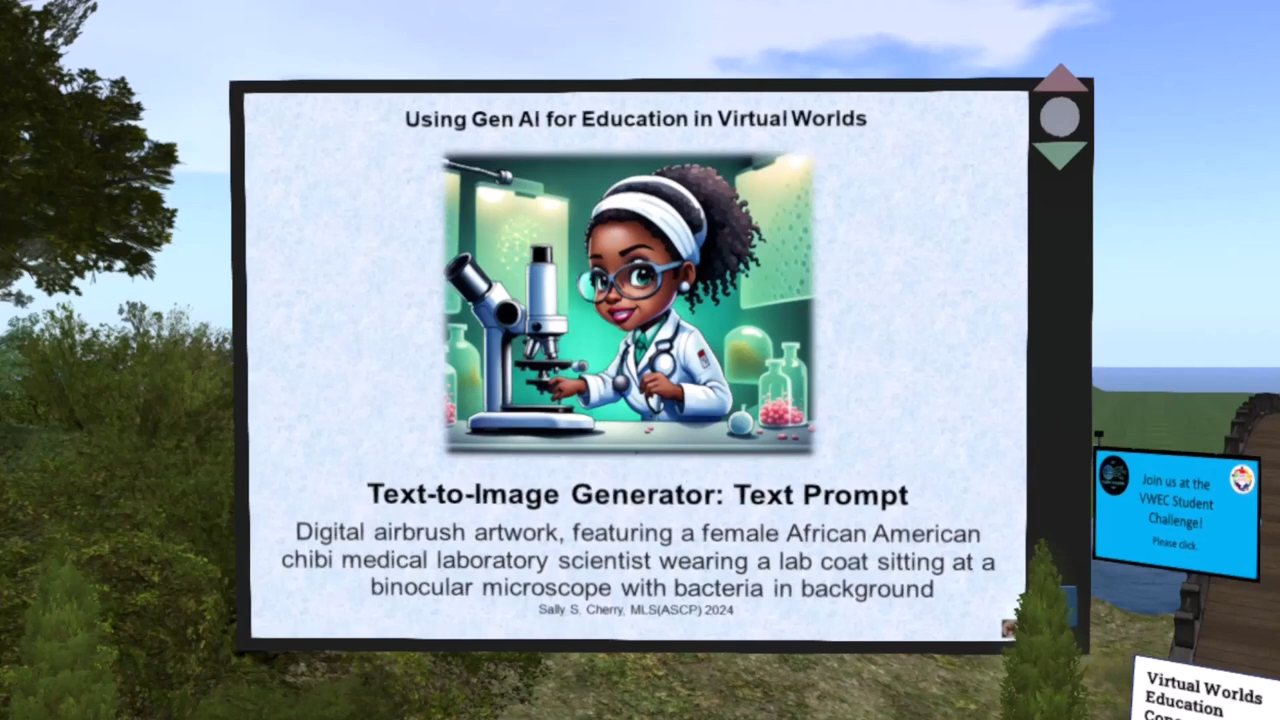 Using Gen AI for Education in Virtual Worlds
Text-to-Image Generator: Text Prompt
Digital airbrush artwork, featuring a female African American
chibi medical laboratory scientist wearing a lab coat sitting at a
binocular microscope with bacteria in background
Sally S. Cherry, MLS(ASCP) 2024
Join us at the
VWEC Student
Challenge!
Please click.
Virtual Worlds
Education